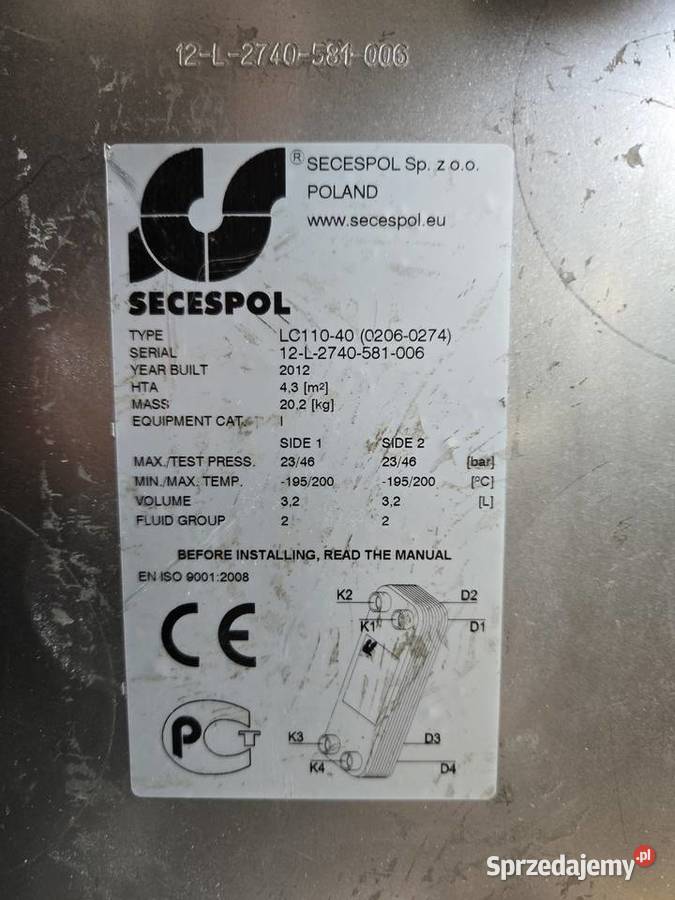 12-L-2740-581-006
® SECESPOL Sp. z o.o.
POLAND
www.secespol.eu
SECESPOL
TYPE LC110-40 (0206-0274)
SERIAL 12-L-2740-581-006
YEAR BUILT 2012
HTA 4,3 [m²]
MASS 20,2 [kg]
EQUIPMENT CAT. I
SIDE 1 SIDE 2
MAX./TEST PRESS. 23/46 23/46 [bar]
MIN./MAX. TEMP. -195/200 -195/200 [°C]
VOLUME 3,2 3,2 [L]
FLUID GROUP 2 2
BEFORE INSTALLING, READ THE MANUAL
EN ISO 9001:2008
CE
PCT
K2 D2
K1 D1
K3 D3
K4 D4
Sprzedajemy.pl